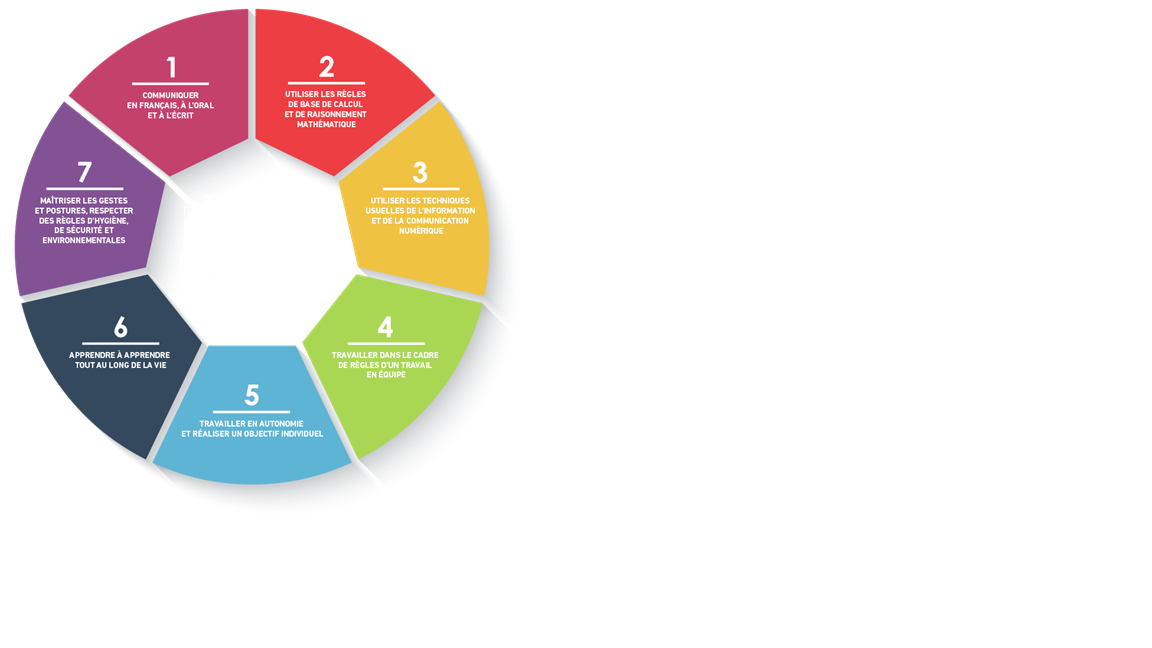 1
COMMUNIQUER
EN FRANÇAIS, À L'ORAL
ET À L'ÉCRIT
2
UTILISER LES RÈGLES
DE BASE DE CALCUL
ET DE RAISONNEMENT
MATHÉMATIQUE
3
UTILISER LES TECHNIQUES
USUELLES DE L'INFORMATION
ET DE LA COMMUNICATION
NUMÉRIQUE
4
TRAVAILLER DANS LE CADRE
DE RÈGLES D'UN TRAVAIL
EN ÉQUIPE
5
TRAVAILLER EN AUTONOMIE
ET RÉALISER UN OBJECTIF INDIVIDUEL
6
APPRENDRE À APPRENDRE
TOUT AU LONG DE LA VIE
7
MAÎTRISER LES GESTES
ET POSTURES, RESPECTER
DES RÈGLES D'HYGIÈNE,
DE SÉCURITÉ ET
ENVIRONNEMENTALES